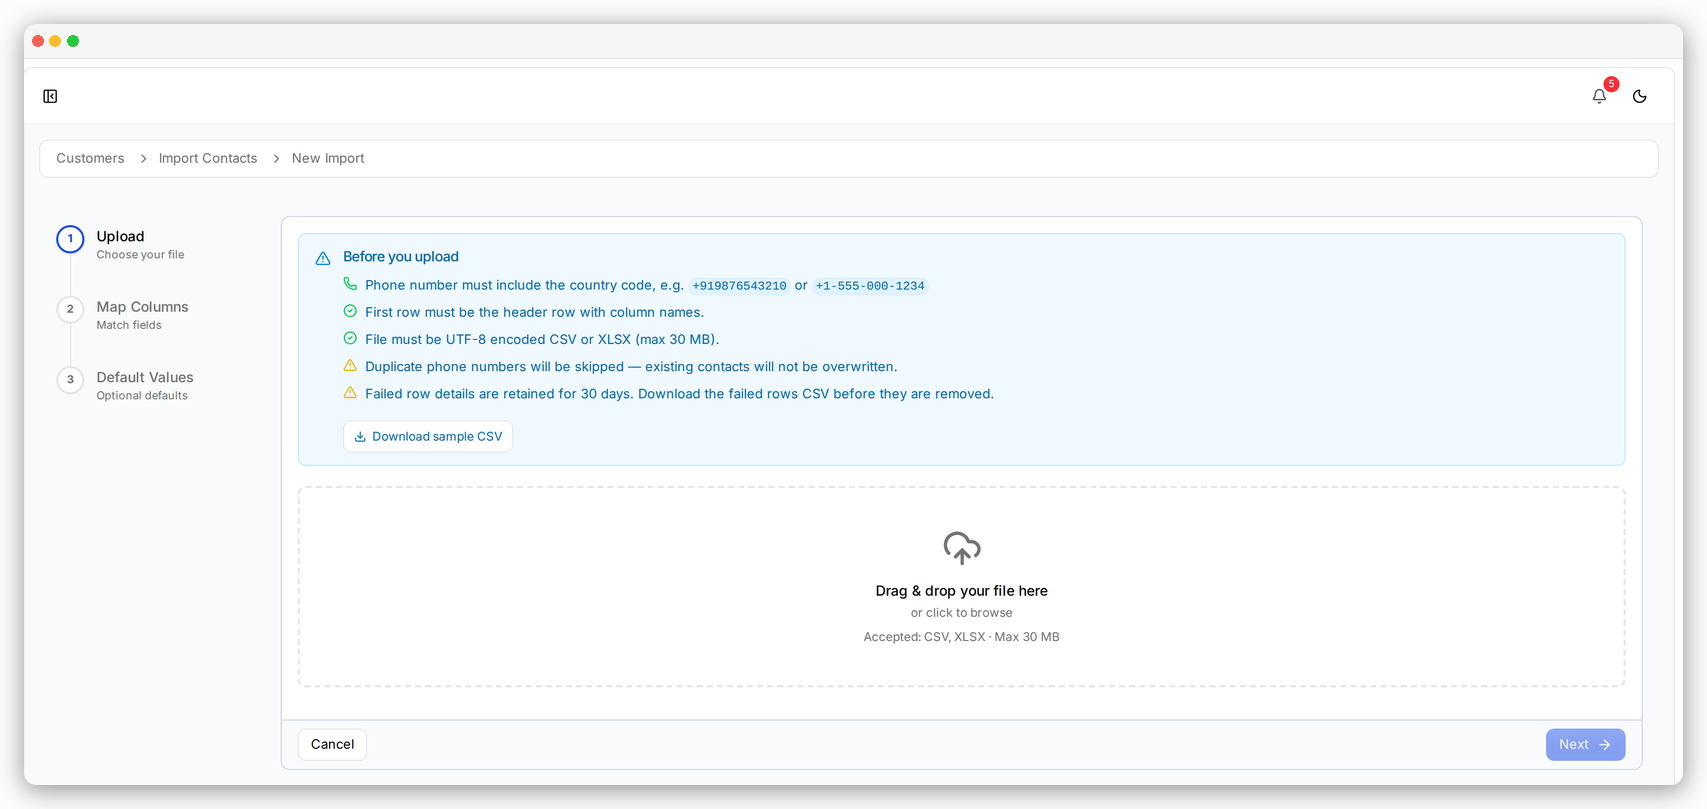 5
Customers > Import Contacts > New Import
1
Upload
Choose your file
2
Map Columns
Match fields
3
Default Values
Optional defaults
Before you upload
Phone number must include the country code, e.g. +919876543210 or +1-555-000-1234
First row must be the header row with column names.
File must be UTF-8 encoded CSV or XLSX (max 30 MB).
Duplicate phone numbers will be skipped — existing contacts will not be overwritten.
Failed row details are retained for 30 days. Download the failed rows CSV before they are removed.
Download sample CSV
Drag & drop your file here
or click to browse
Accepted: CSV, XLSX · Max 30 MB
Cancel
Next